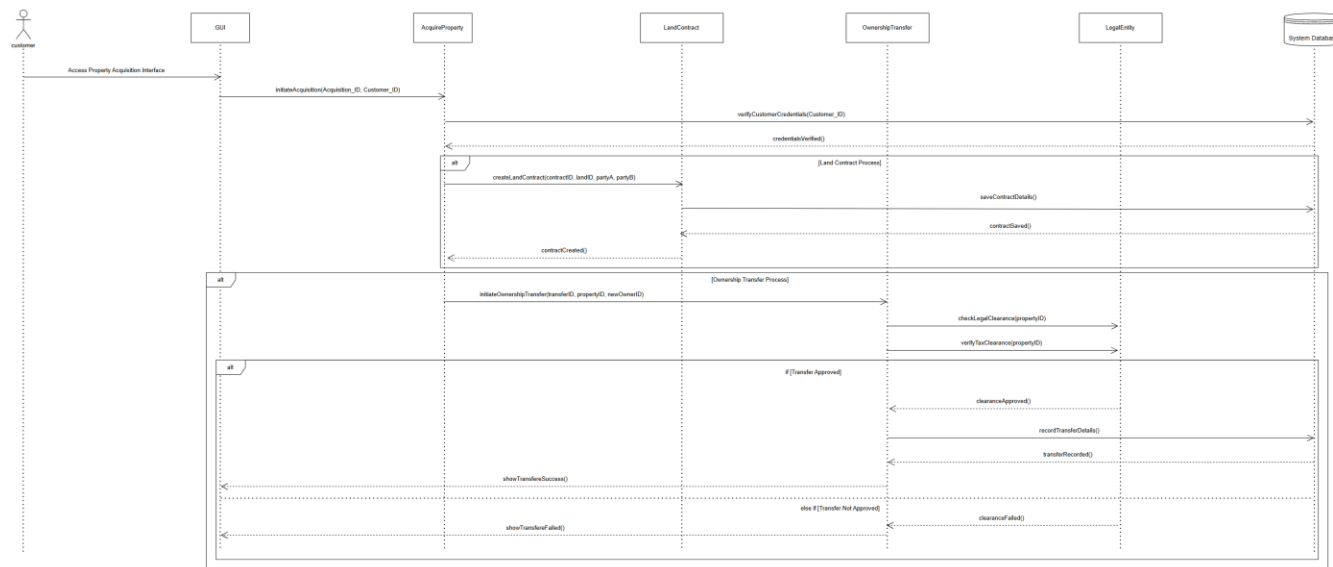 customer
:GUI
AcquireProperty
LandContract
OwnershipTransfer
LegalEntity
System Database
Access Property Acquisition Interface
initiateAcquisition(Acquisition_ID, Customer_ID)
verifyCustomerCredentials(Customer_ID)
credentialsVerified()
alt
[Land Contract Process]
createLandContract(contractID, landID, partyA, partyB)
saveContractDetails()
contractSaved()
contractCreated()
alt
[Ownership Transfer Process]
initiateOwnershipTransfer(transferID, propertyID, newOwnerID)
checkLegalClearance(propertyID)
verifyTaxClearance(propertyID)
alt
if [Transfer Approved]
clearanceApproved()
recordTransferDetails()
transferRecorded()
showTransfereSuccess()
else if [Transfer Not Approved]
clearanceFailed()
showTransfereFailed()